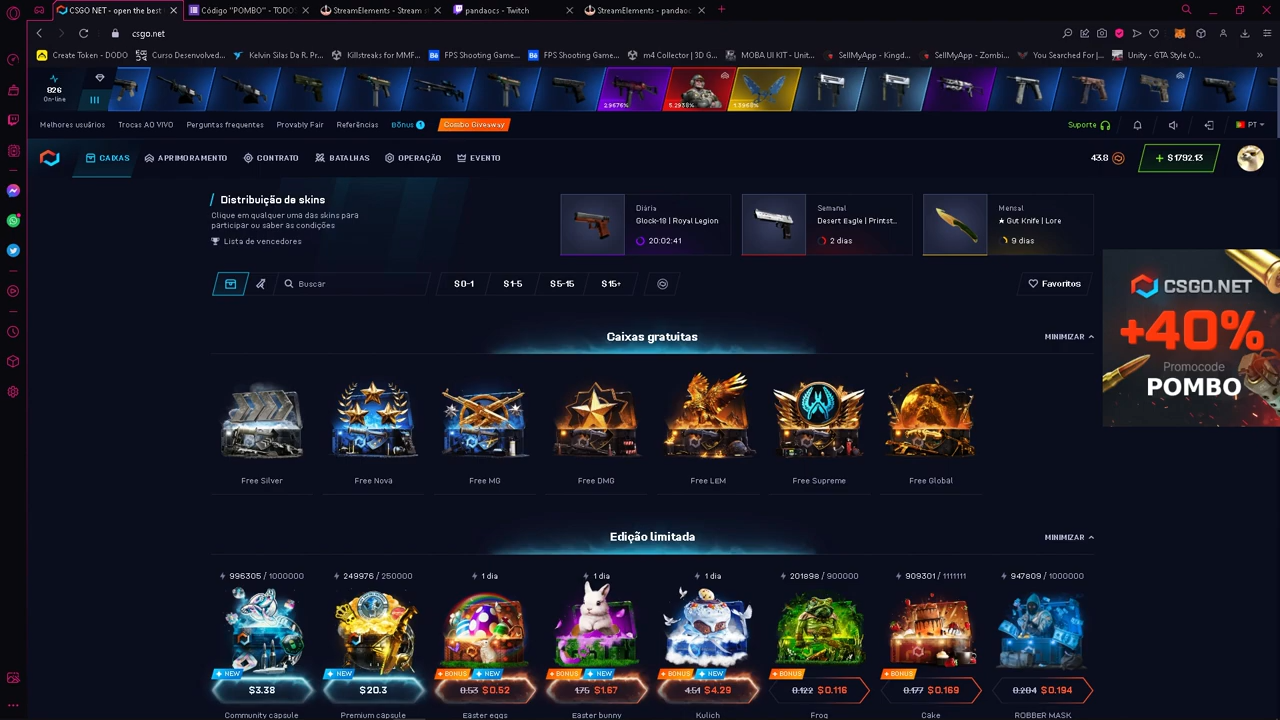 CSGO.NET - open the best
Código "POMBO" - TODOS
StreamElements - Stream s
pandaocs - Twitch
StreamElements - pandaoc
csgo.net
Create Token - DODO
Curso Desenvolved...
Kelvin Silas Da R. Pr...
Killstreaks for MMF...
FPS Shooting Game...
FPS Shooting Game...
m4 Collector | 3D G...
MOBA UI KIT - Unit...
SellMyApp - Kingd...
SellMyApp - Zombi...
You Searched For |...
Unity - GTA Style O...
826
On-line
2.9676%
5.2938%
1.3968%
Melhores usuários
Trocas AO VIVO
Perguntas frequentes
Provably Fair
Referências
Bônus
Combo Giveaway
Suporte
PT
CAIXAS
APRIMORAMENTO
CONTRATO
BATALHAS
OPERAÇÃO
EVENTO
43.8
+ $ 1792.13
Distribuição de skins
Clique em qualquer uma das skins para
participar ou saber as condições
Lista de vencedores
Diária
Glock-18 | Royal Legion
20:02:41
Semanal
Desert Eagle | Printst...
2 dias
Mensal
★ Gut Knife | Lore
9 dias
Buscar
$ 0-1
$ 1-5
$ 5-15
$ 15+
Favoritos
CSGO.NET
+40%
Promocode
POMBO
Caixas gratuitas
MINIMIZAR
Free Silver
Free Nova
Free MG
Free DMG
Free LEM
Free Supreme
Free Global
Edição limitada
MINIMIZAR
996305 / 1000000
249976 / 250000
1 dia
1 dia
1 dia
201898 / 900000
909301 / 1111111
947809 / 1000000
+ NEW
+ NEW
+ BONUS + NEW
+ BONUS + NEW
+ BONUS + NEW
+ BONUS
+ BONUS
$3.38
$20.3
0.53 $0.52
1.75 $1.67
4.51 $4.29
0.122 $0.116
0.177 $0.169
0.204 $0.194
Community capsule
Premium capsule
Easter eggs
Easter bunny
Kulich
Frog
Cake
ROBBER MASK